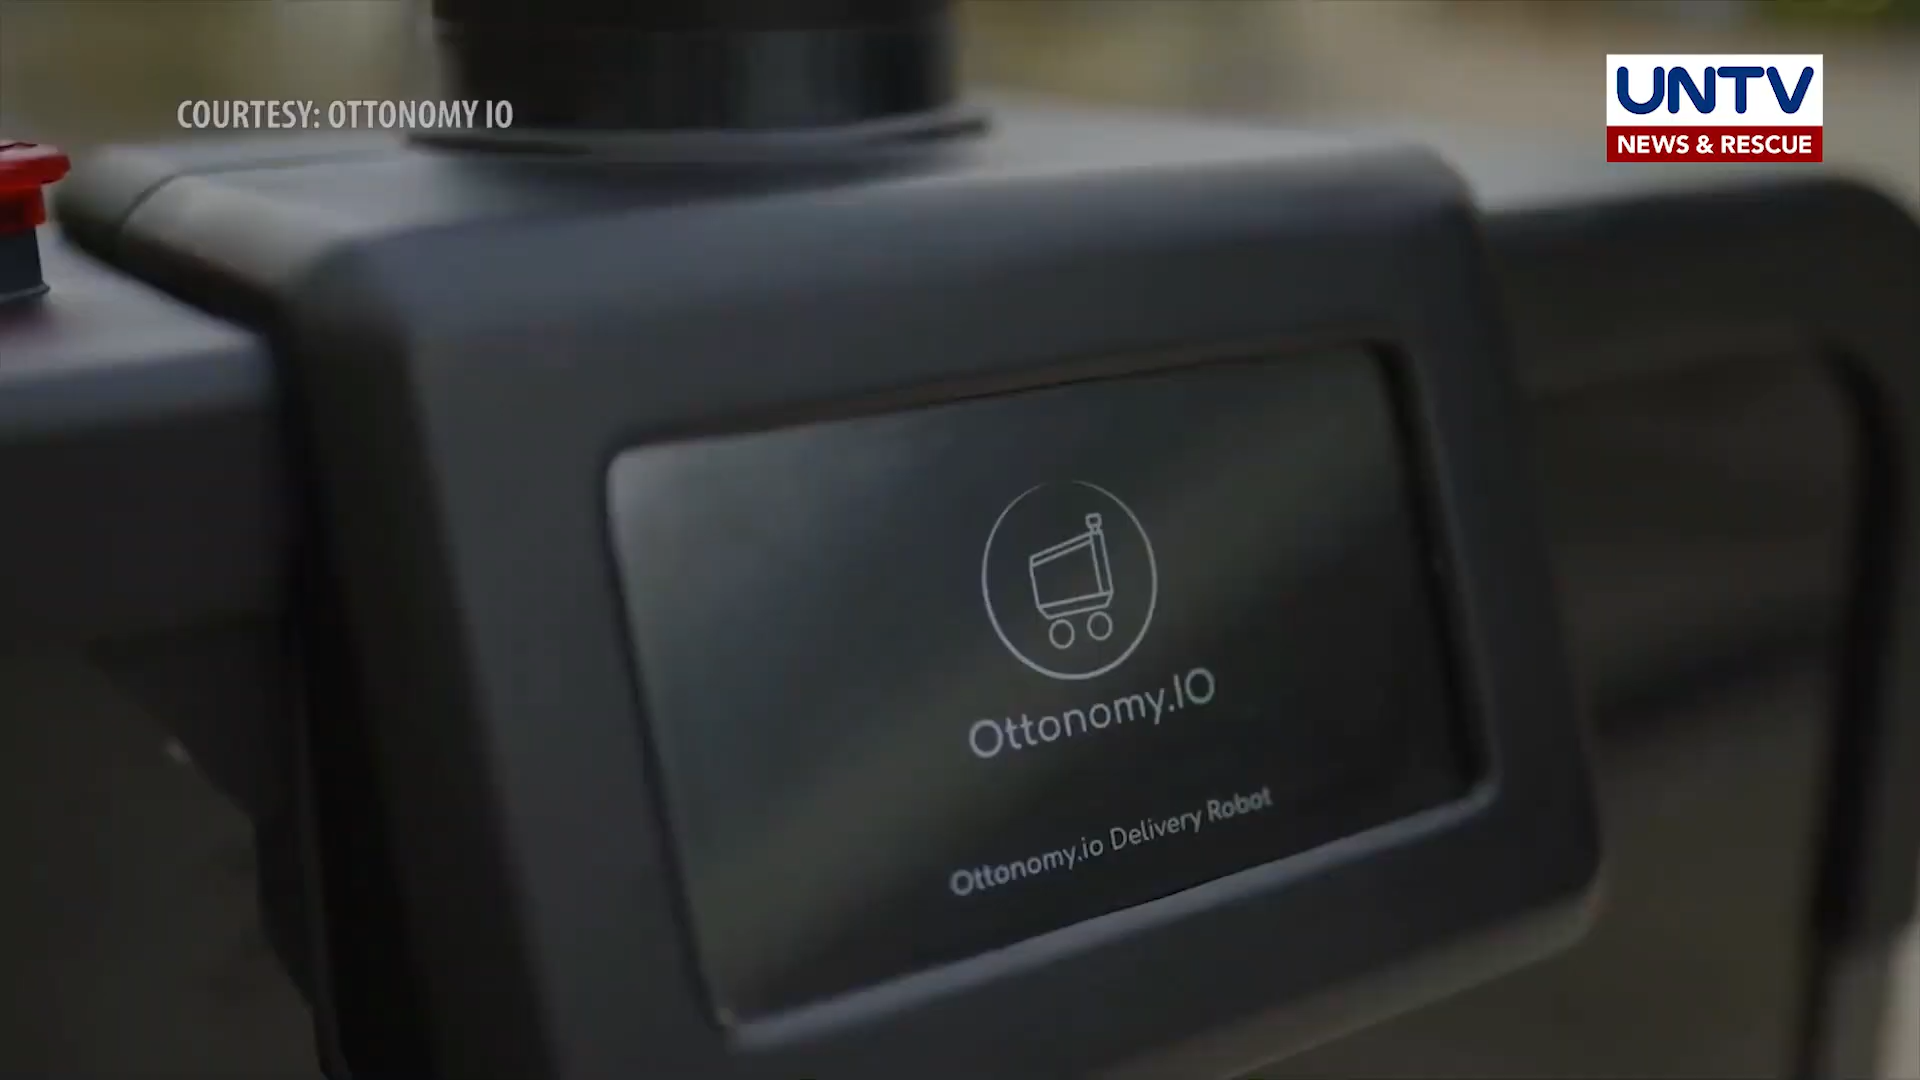 COURTESY: OTTONOMY IO
UNTV
NEWS & RESCUE
Ottonomy.IO
Ottonomy.io Delivery Robot